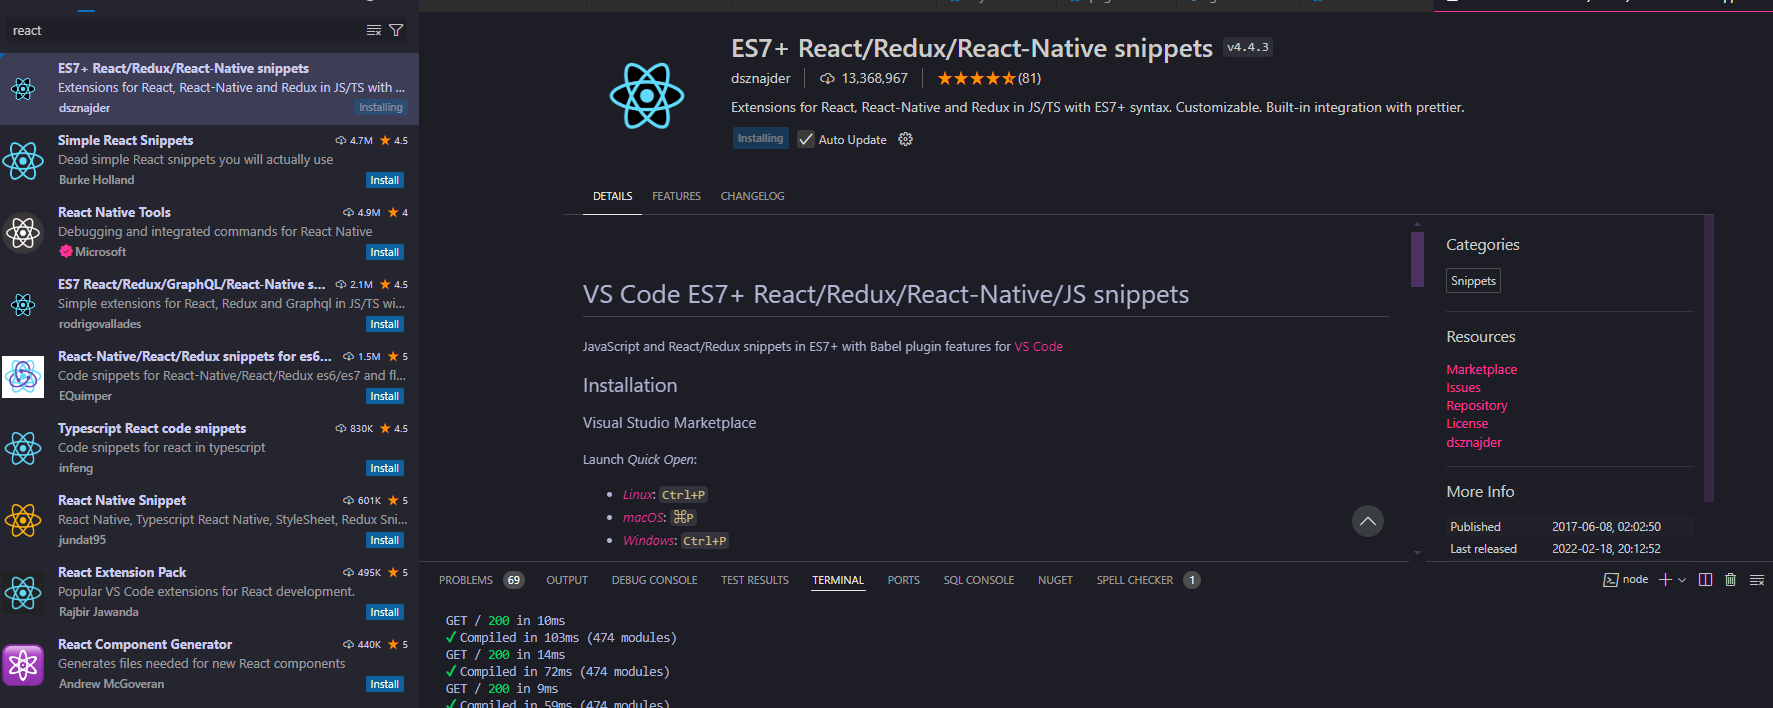 react
ES7+ React/Redux/React-Native snippets
Extensions for React, React-Native and Redux in JS/TS with ...
dsznajder
Installing
Simple React Snippets 4.7M 4.5
Dead simple React snippets you will actually use
Burke Holland
Install
React Native Tools 4.9M 4
Debugging and integrated commands for React Native
Microsoft
Install
ES7 React/Redux/GraphQL/React-Native s... 2.1M 4.5
Simple extensions for React, Redux and Graphql in JS/TS wi...
rodrigovallades
Install
React-Native/React/Redux snippets for es6... 1.5M 5
Code snippets for React-Native/React/Redux es6/es7 and fl...
EQuimper
Install
Typescript React code snippets 830K 4.5
Code snippets for react in typescript
infeng
Install
React Native Snippet 601K 5
React Native, Typescript React Native, StyleSheet, Redux Sni...
jundat95
Install
React Extension Pack 495K 5
Popular VS Code extensions for React development.
Rajbir Jawanda
Install
React Component Generator 440K 5
Generates files needed for new React components
Andrew McGoveran
Install
ES7+ React/Redux/React-Native snippets v4.4.3
dsznajder 13,368,967 (81)
Extensions for React, React-Native and Redux in JS/TS with ES7+ syntax. Customizable. Built-in integration with prettier.
Installing Auto Update
DETAILS FEATURES CHANGELOG
VS Code ES7+ React/Redux/React-Native/JS snippets
JavaScript and React/Redux snippets in ES7+ with Babel plugin features for VS Code
Installation
Visual Studio Marketplace
Launch Quick Open:
Linux: Ctrl+P
macOS: ⌘P
Windows: Ctrl+P
Categories
Snippets
Resources
Marketplace
Issues
Repository
License
dsznajder
More Info
Published 2017-06-08, 02:02:50
Last released 2022-02-18, 20:12:52
PROBLEMS 69 OUTPUT DEBUG CONSOLE TEST RESULTS TERMINAL PORTS SQL CONSOLE NUGET SPELL CHECKER 1
node
GET / 200 in 10ms
✓ Compiled in 103ms (474 modules)
GET / 200 in 14ms
✓ Compiled in 72ms (474 modules)
GET / 200 in 9ms
✓ Compiled in 59ms (474 modules)